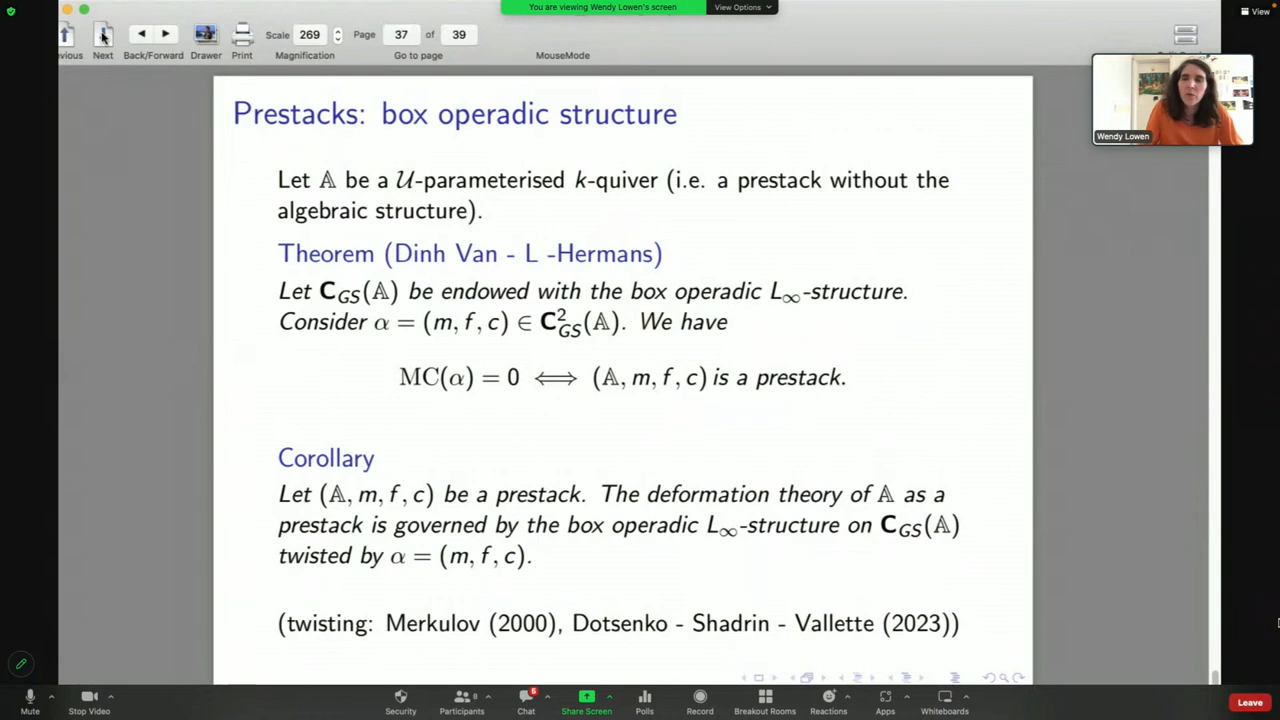 You are viewing Wendy Lowen's screen
View Options
View
Scale 269 Page 37 of 39
vious Next Back/Forward Drawer Print Magnification Go to page MouseMode
Wendy Lowen
Prestacks: box operadic structure
Let 𝔸 be a 𝒰-parameterised k-quiver (i.e. a prestack without the
algebraic structure).
Theorem (Dinh Van - L -Hermans)
Let C_GS(𝔸) be endowed with the box operadic L∞-structure.
Consider α = (m, f, c) ∈ C²_GS(𝔸). We have
MC(α) = 0 ⟺ (𝔸, m, f, c) is a prestack.
Corollary
Let (𝔸, m, f, c) be a prestack. The deformation theory of 𝔸 as a
prestack is governed by the box operadic L∞-structure on C_GS(𝔸)
twisted by α = (m, f, c).
(twisting: Merkulov (2000), Dotsenko - Shadrin - Vallette (2023))
Mute Stop Video Security Participants 5 Chat Share Screen Polls Record Breakout Rooms Reactions Apps Whiteboards Leave